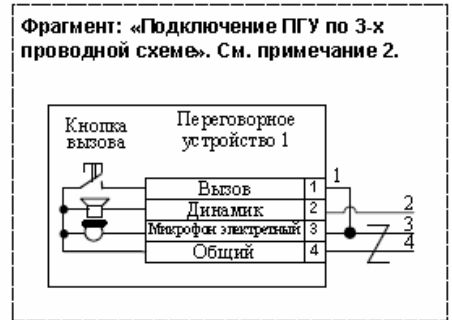 Фрагмент: «Подключение ПГУ по 3-х
проводной схеме». См. примечание 2.
Кнопка
вызова
Переговорное
устройство 1
Вызов 1
1
Динамик 2
2
Микрофон электретный 3
3
Общий 4
4